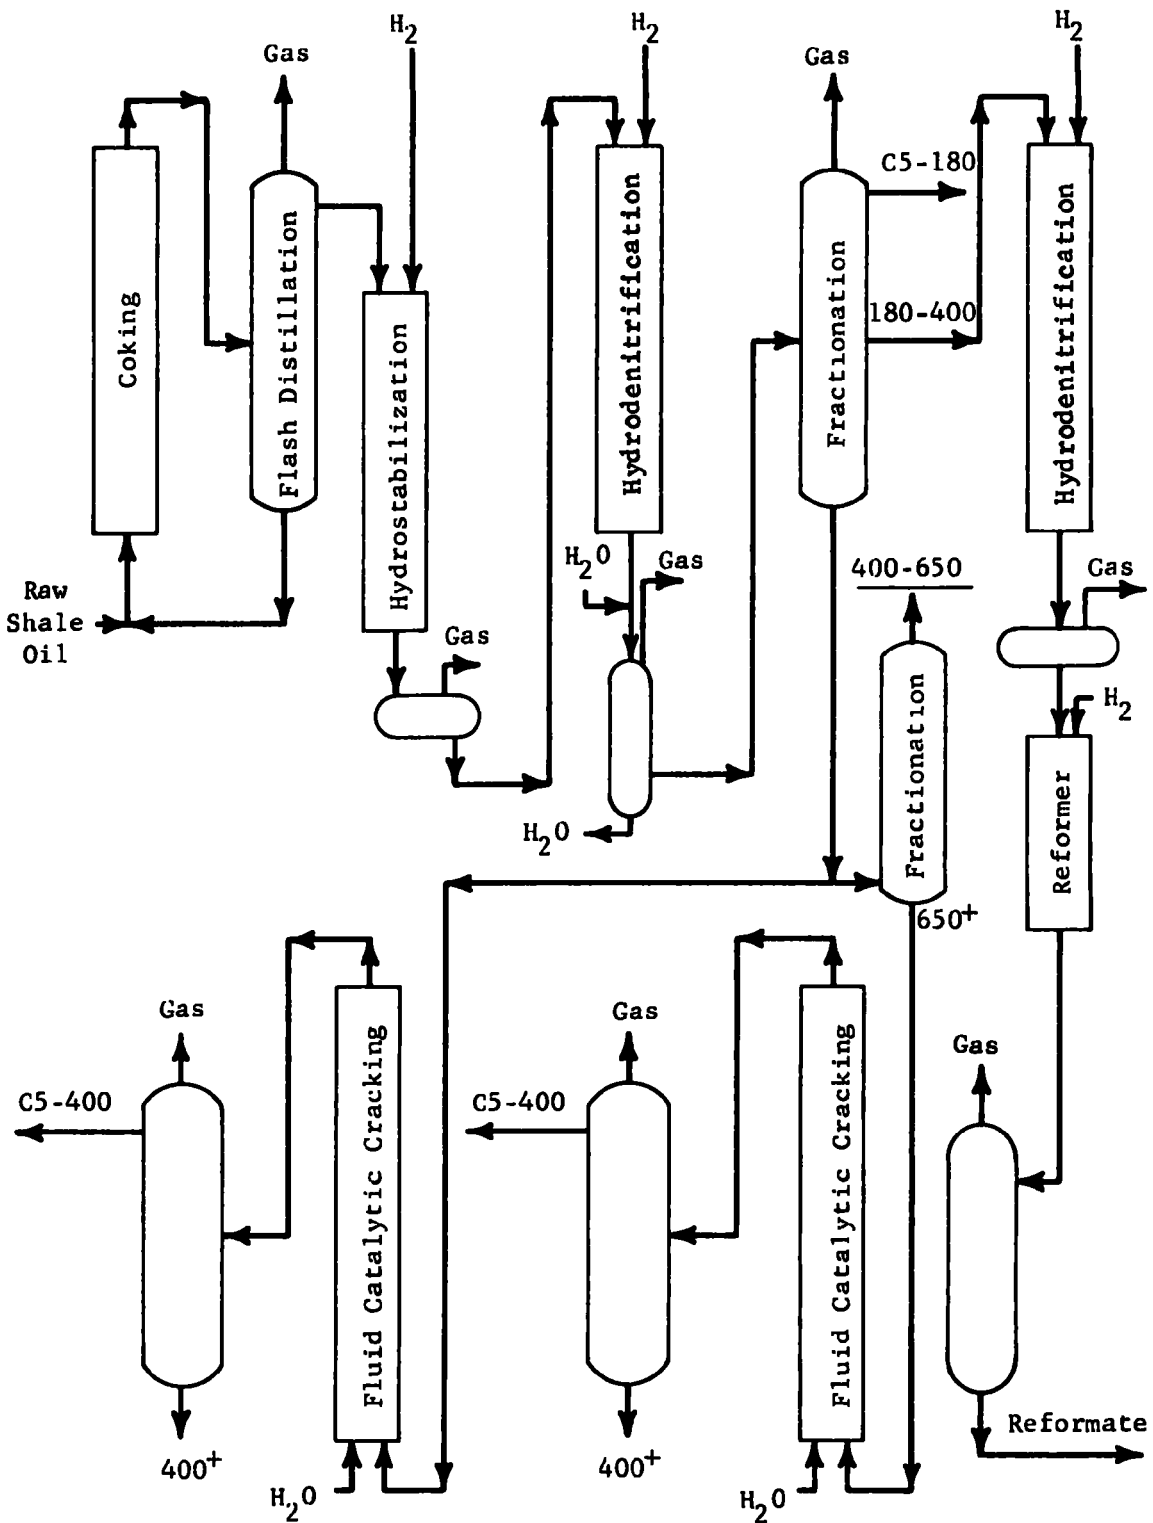 H2
H2
H2
Gas
Gas
C5-180
180-400
Coking
Flash Distillation
Hydrostabilization
Hydrodenitrification
Fractionation
Hydrodenitrification
Raw
Shale
Oil
H2O
Gas
400-650
Gas
Gas
H2
Fractionation
Reformer
H2O
650+
Gas
Gas
Gas
C5-400
C5-400
Fluid Catalytic Cracking
Fluid Catalytic Cracking
Reformate
400+
400+
H2O
H2O